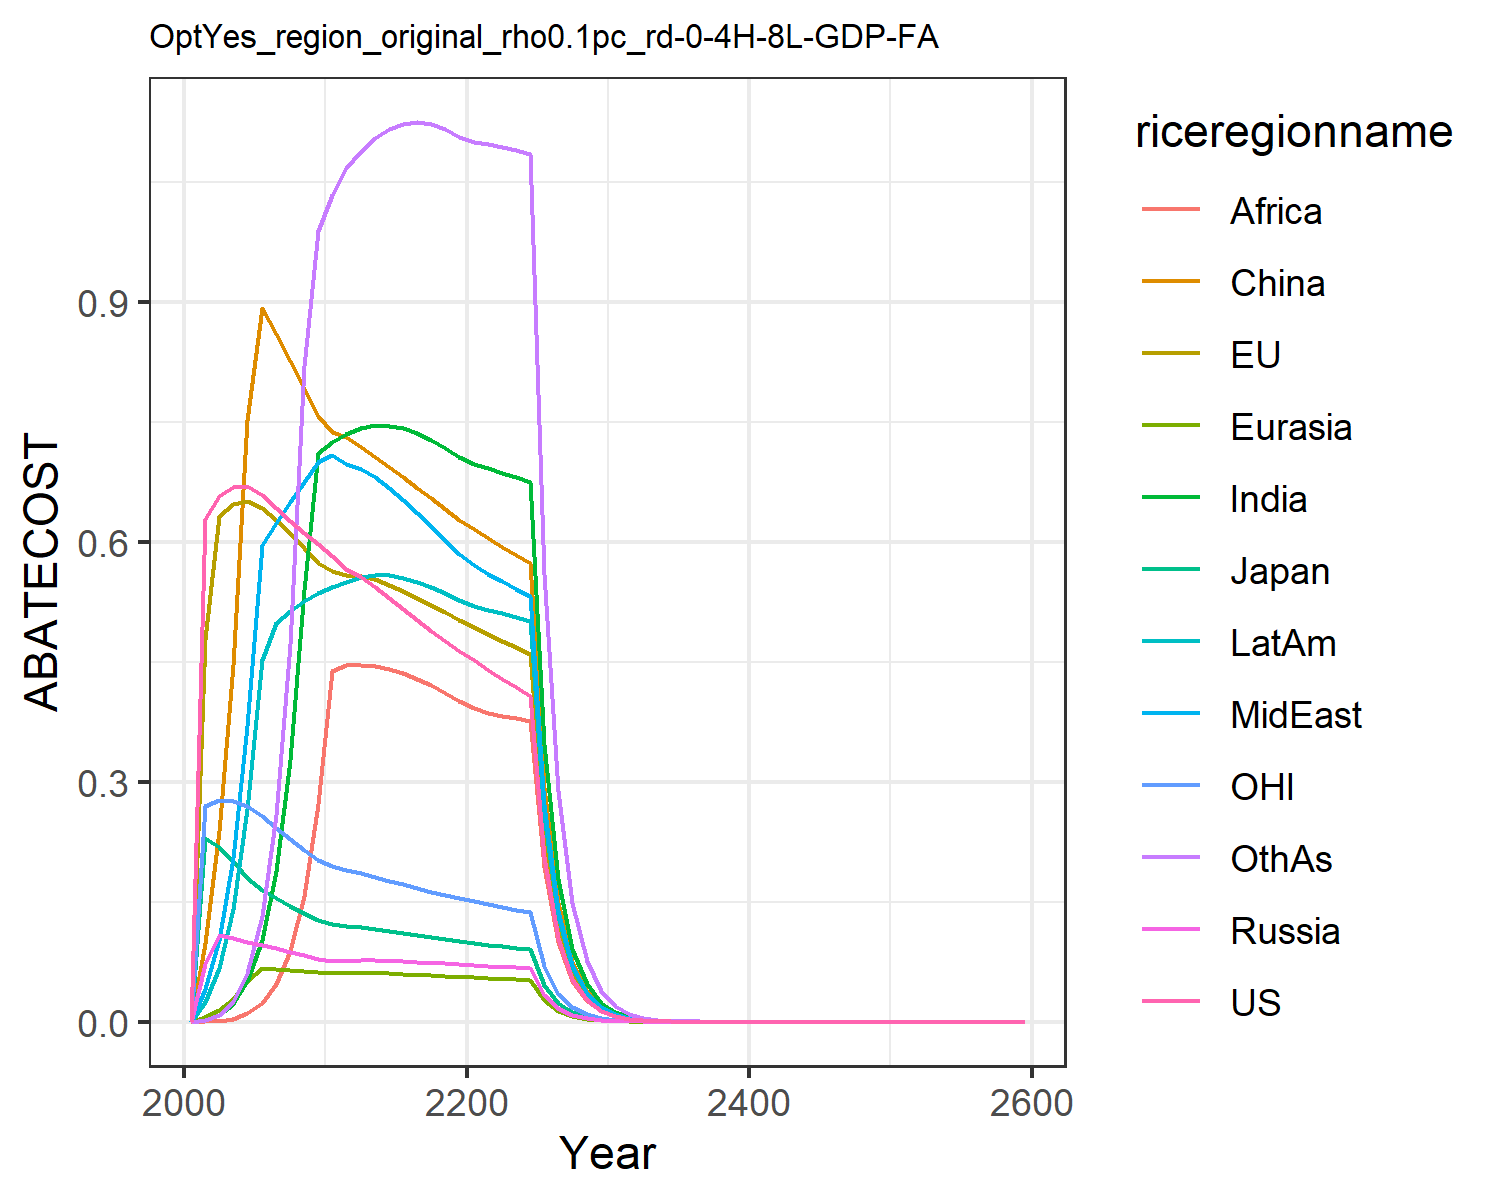 OptYes_region_original_rho0.1pc_rd-0-4H-8L-GDP-FA
ABATECOST
0.9
0.6
0.3
0.0
2000
2200
2400
2600
Year
riceregionname
Africa
China
EU
Eurasia
India
Japan
LatAm
MidEast
OHI
OthAs
Russia
US